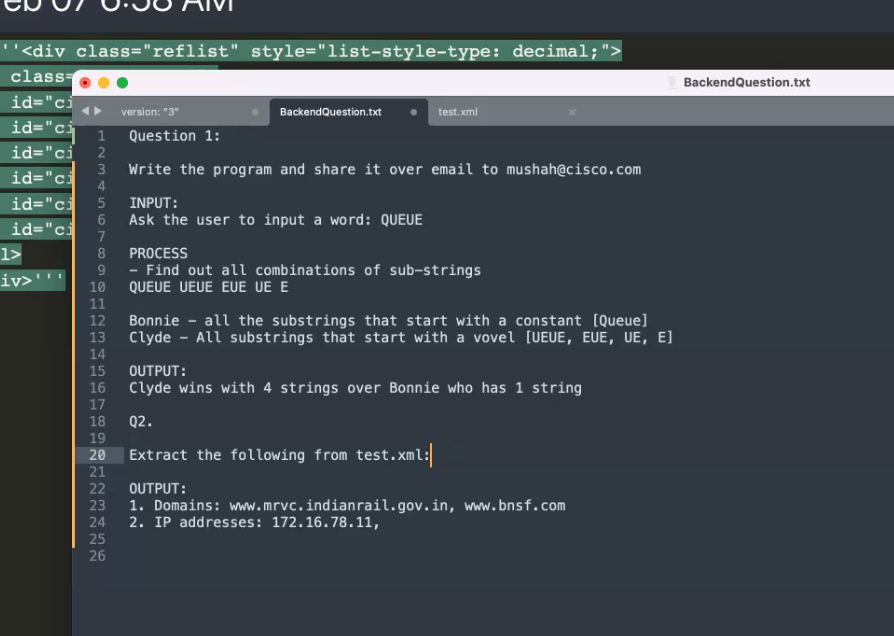 eb 07 6:58 AM
''<div class="reflist" style="list-style-type: decimal;">
class=
id="ci
id="ci
id="ci
id="ci
id="ci
id="ci
l>
iv>'''
BackendQuestion.txt
version: "3" BackendQuestion.txt test.xml
1 Question 1:
2
3 Write the program and share it over email to mushah@cisco.com
4
5 INPUT:
6 Ask the user to input a word: QUEUE
7
8 PROCESS
9 – Find out all combinations of sub-strings
10 QUEUE UEUE EUE UE E
11
12 Bonnie – all the substrings that start with a constant [Queue]
13 Clyde – All substrings that start with a vovel [UEUE, EUE, UE, E]
14
15 OUTPUT:
16 Clyde wins with 4 strings over Bonnie who has 1 string
17
18 Q2.
19
20 Extract the following from test.xml:
21
22 OUTPUT:
23 1. Domains: www.mrvc.indianrail.gov.in, www.bnsf.com
24 2. IP addresses: 172.16.78.11,
25
26